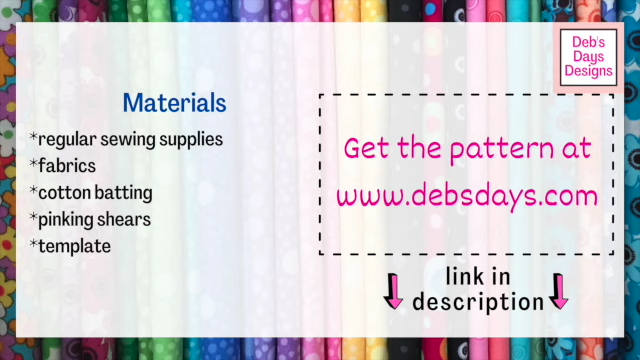 Deb's
Days
Designs
Materials
*regular sewing supplies
*fabrics
*cotton batting
*pinking shears
*template
Get the pattern at
www.debsdays.com
link in
description